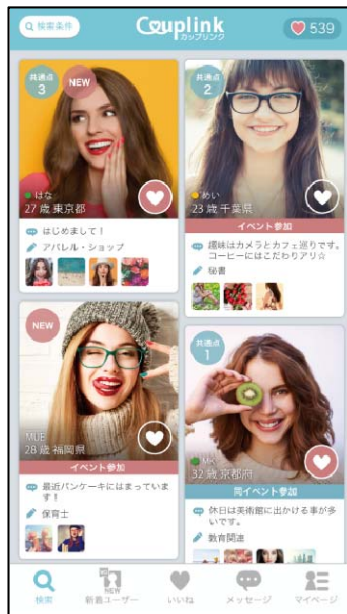 検索条件
Couplink
カップリンク
539
共通点
3
NEW
はな
27歳 東京都
はじめまして！
アパレル・ショップ
共通点
2
めい
23歳 千葉県
イベント参加
趣味はカメラとカフェ巡りです。
コーヒーにはこだわりアリ☆
秘書
NEW
MUE
28歳 福岡県
イベント参加
最近パンケーキにはまっていま
す！
保育士
共通点
1
32歳 京都府
同イベント参加
休日は美術館に出かける事が多
いです。
教育関連
検索
NEW
新着ユーザー
いいね
メッセージ
マイページ